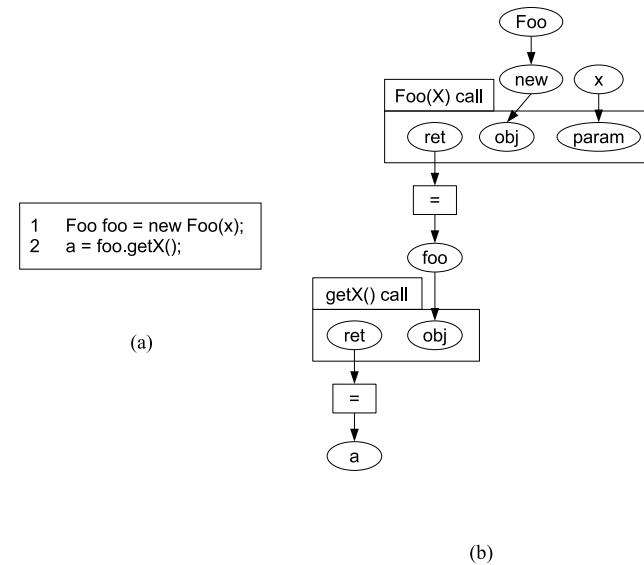 Foo
new
x
Foo(X) call
ret
obj
param
=
1 Foo foo = new Foo(x);
2 a = foo.getX();
foo
getX() call
(a)
ret
obj
=
a
(b)